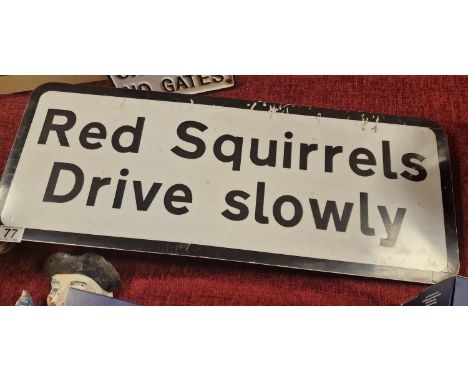 NO GATES
Red Squirrels
Drive slowly
77